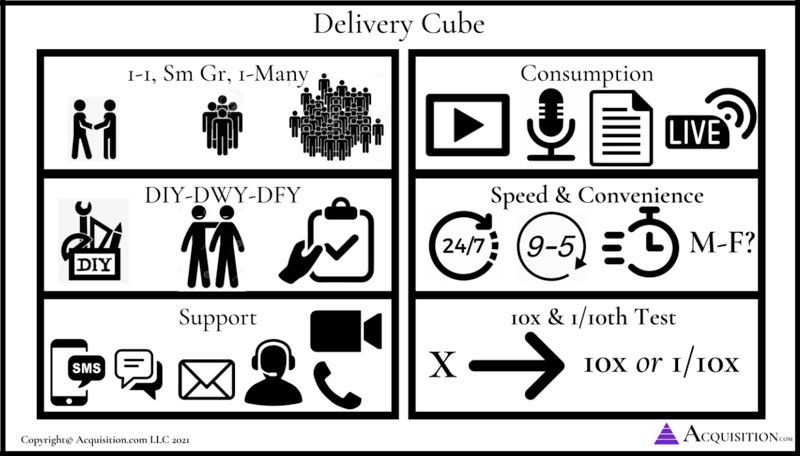 Delivery Cube
1-1, Sm Gr, 1-Many
Consumption
LIVE
DIY-DWY-DFY
DIY
Speed & Convenience
24/7
9-5
M-F?
Support
SMS
10x & 1/10th Test
X
10x or 1/10x
Copyright@ Acquisition.com LLC 2021
ACQUISITION.COM